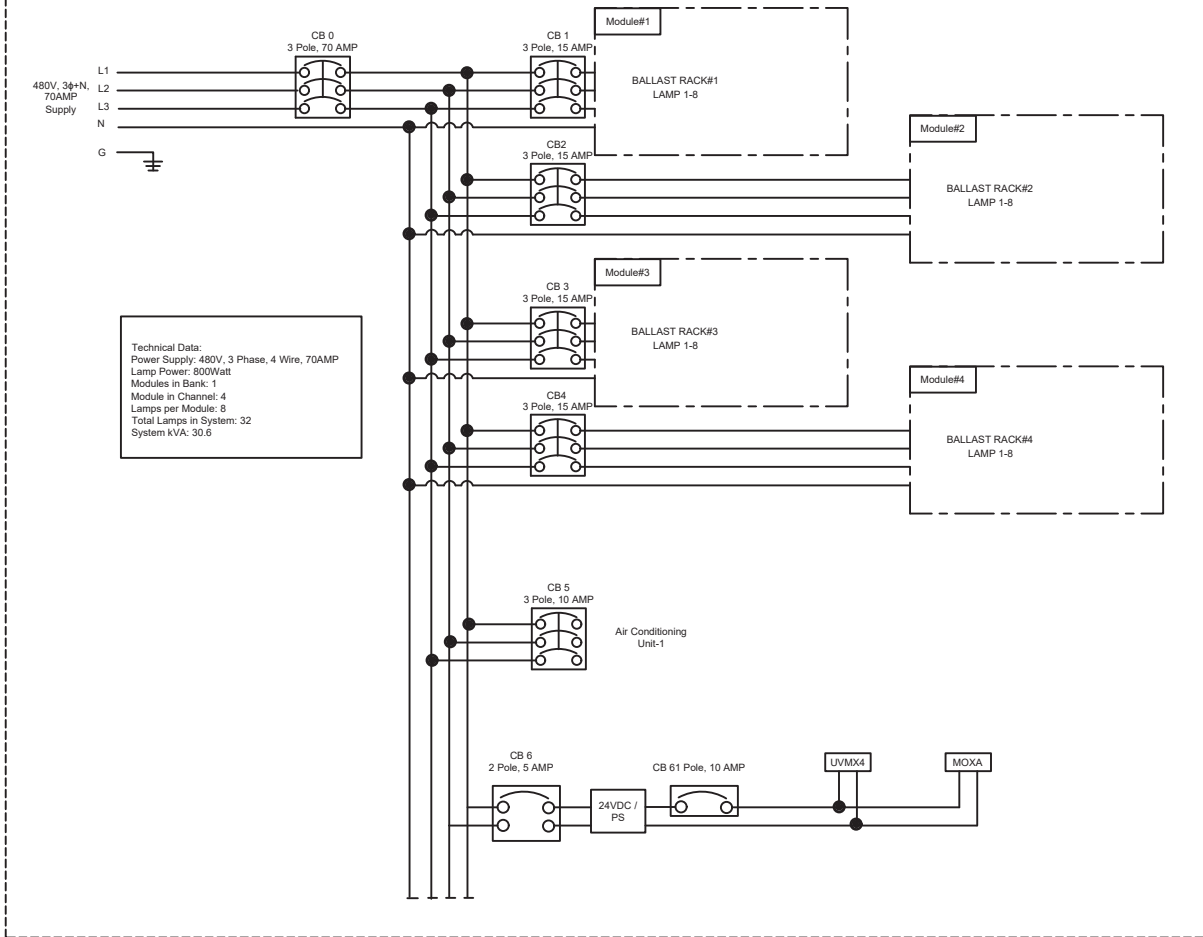 CB 0
3 Pole, 70 AMP
CB 1
3 Pole, 15 AMP
Module#1
BALLAST RACK#1
LAMP 1-8
480V, 3ϕ+N,
70AMP
Supply
L1
L2
L3
N
G
CB2
3 Pole, 15 AMP
Module#2
BALLAST RACK#2
LAMP 1-8
CB 3
3 Pole, 15 AMP
Module#3
BALLAST RACK#3
LAMP 1-8
Technical Data:
Power Supply: 480V, 3 Phase, 4 Wire, 70AMP
Lamp Power: 800Watt
Modules in Bank: 1
Module in Channel: 4
Lamps per Module: 8
Total Lamps in System: 32
System kVA: 30.6
CB4
3 Pole, 15 AMP
Module#4
BALLAST RACK#4
LAMP 1-8
CB 5
3 Pole, 10 AMP
Air Conditioning
Unit-1
CB 6
2 Pole, 5 AMP
24VDC /
PS
CB 61 Pole, 10 AMP
UVMX4
MOXA